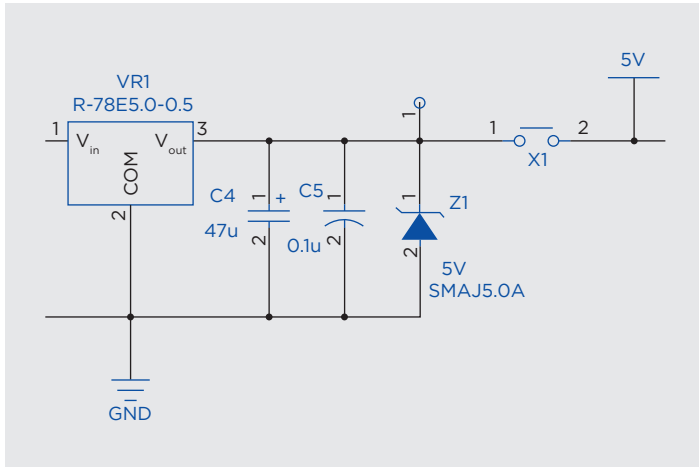 5V
VR1
R-78E5.0-0.5
1
3
1
1
2
Vin
Vout
X1
COM
C4
1
+
C5
1
1
Z1
2
47u
2
0.1u
2
2
5V
SMAJ5.0A
GND